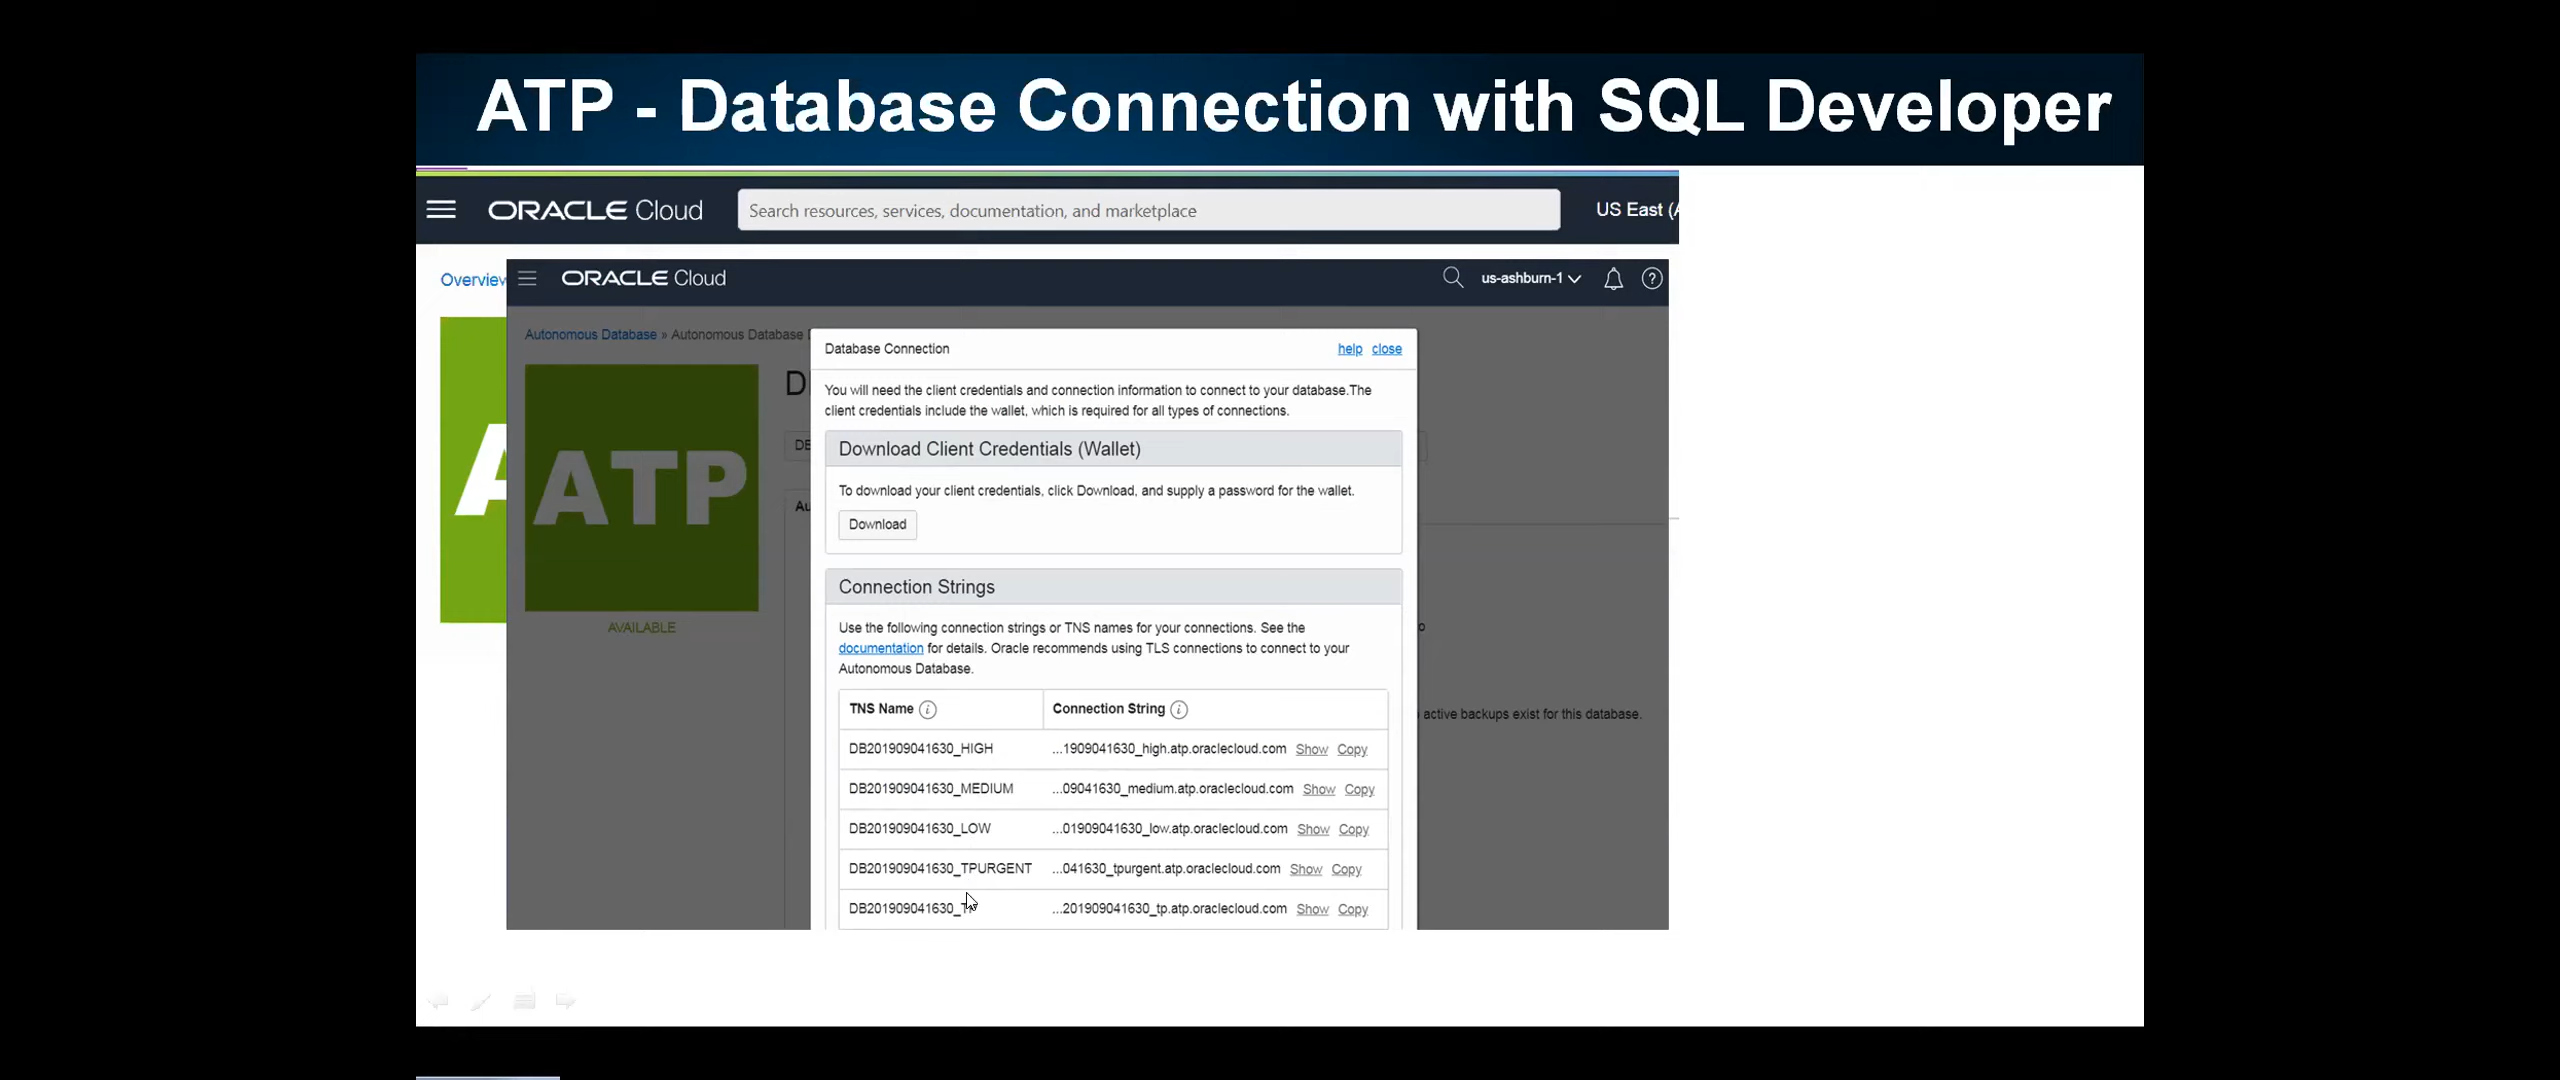 ATP - Database Connection with SQL Developer
ORACLE Cloud
Search resources, services, documentation, and marketplace
US East (
Overview
ORACLE Cloud
us-ashburn-1
Autonomous Database » Autonomous Database
Database Connection
help close
You will need the client credentials and connection information to connect to your database.The
client credentials include the wallet, which is required for all types of connections.
Download Client Credentials (Wallet)
To download your client credentials, click Download, and supply a password for the wallet.
Download
ATP
AVAILABLE
Connection Strings
Use the following connection strings or TNS names for your connections. See the
documentation for details. Oracle recommends using TLS connections to connect to your
Autonomous Database.
TNS Name Connection String
active backups exist for this database.
DB201909041630_HIGH ...1909041630_high.atp.oraclecloud.com Show Copy
DB201909041630_MEDIUM ...09041630_medium.atp.oraclecloud.com Show Copy
DB201909041630_LOW ...01909041630_low.atp.oraclecloud.com Show Copy
DB201909041630_TPURGENT ...041630_tpurgent.atp.oraclecloud.com Show Copy
DB201909041630_TP ...201909041630_tp.atp.oraclecloud.com Show Copy